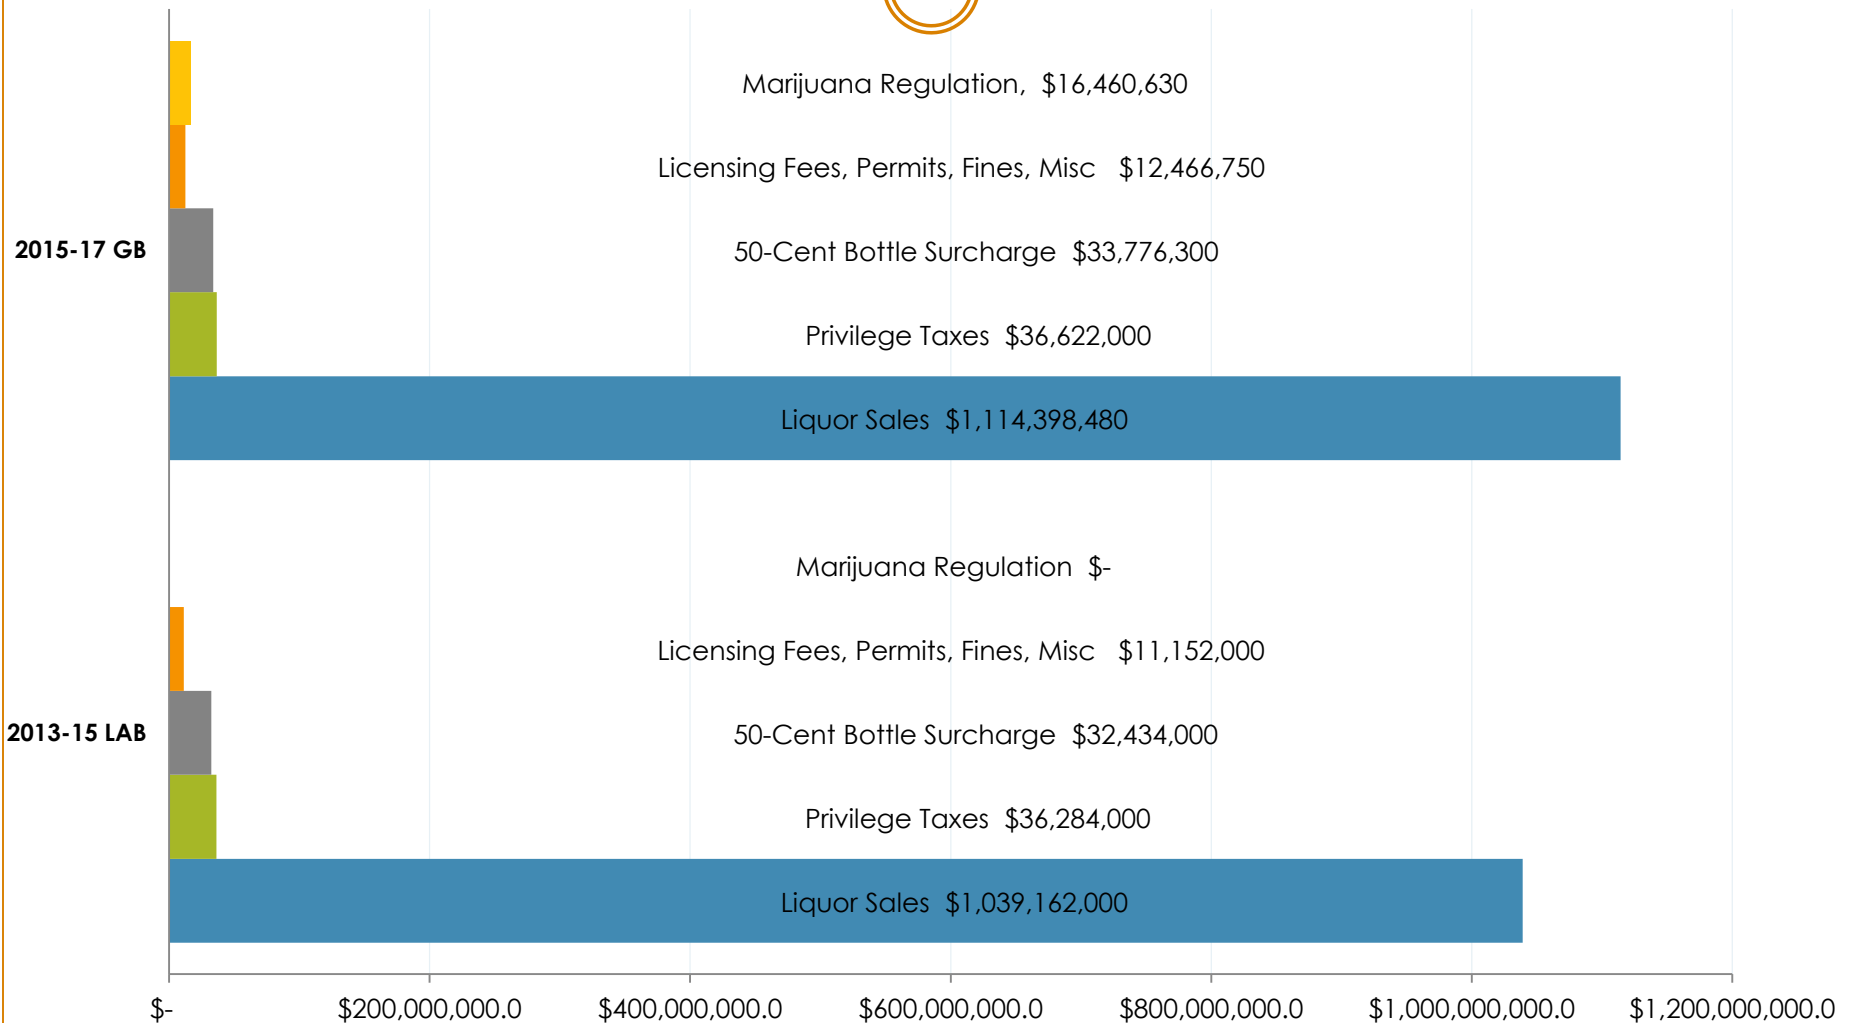 Marijuana Regulation, $16,460,630
Licensing Fees, Permits, Fines, Misc $12,466,750
2015-17 GB
50-Cent Bottle Surcharge $33,776,300
Privilege Taxes $36,622,000
Liquor Sales $1,114,398,480
Marijuana Regulation $-
Licensing Fees, Permits, Fines, Misc $11,152,000
2013-15 LAB
50-Cent Bottle Surcharge $32,434,000
Privilege Taxes $36,284,000
Liquor Sales $1,039,162,000
$- $200,000,000.0 $400,000,000.0 $600,000,000.0 $800,000,000.0 $1,000,000,000.0 $1,200,000,000.0